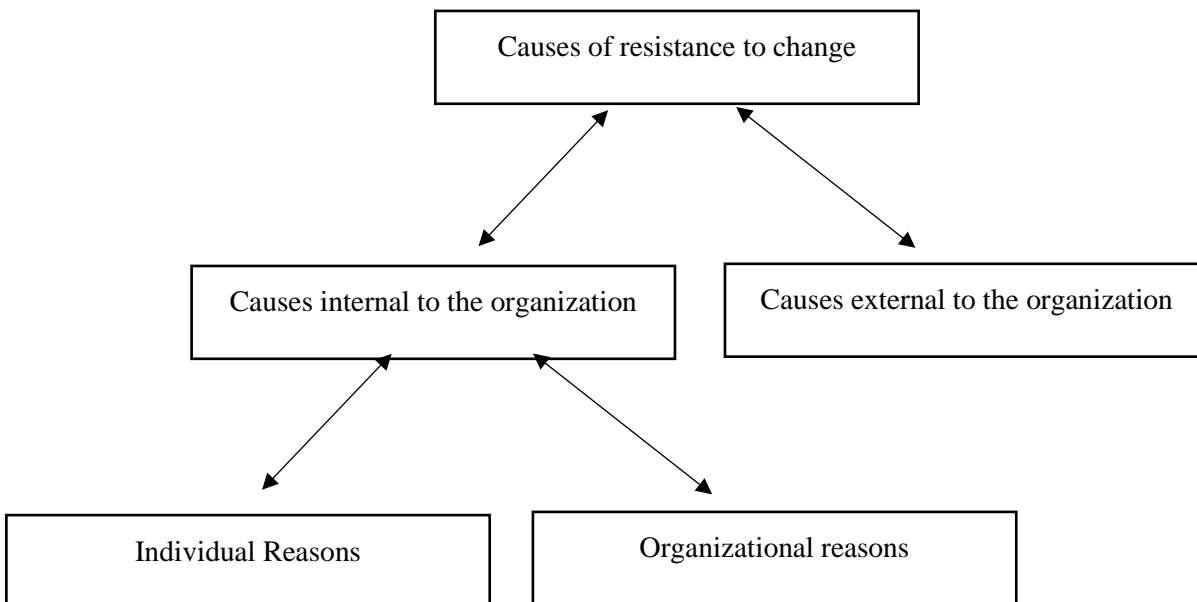 Causes of resistance to change
Causes internal to the organization
Causes external to the organization
Individual Reasons
Organizational reasons